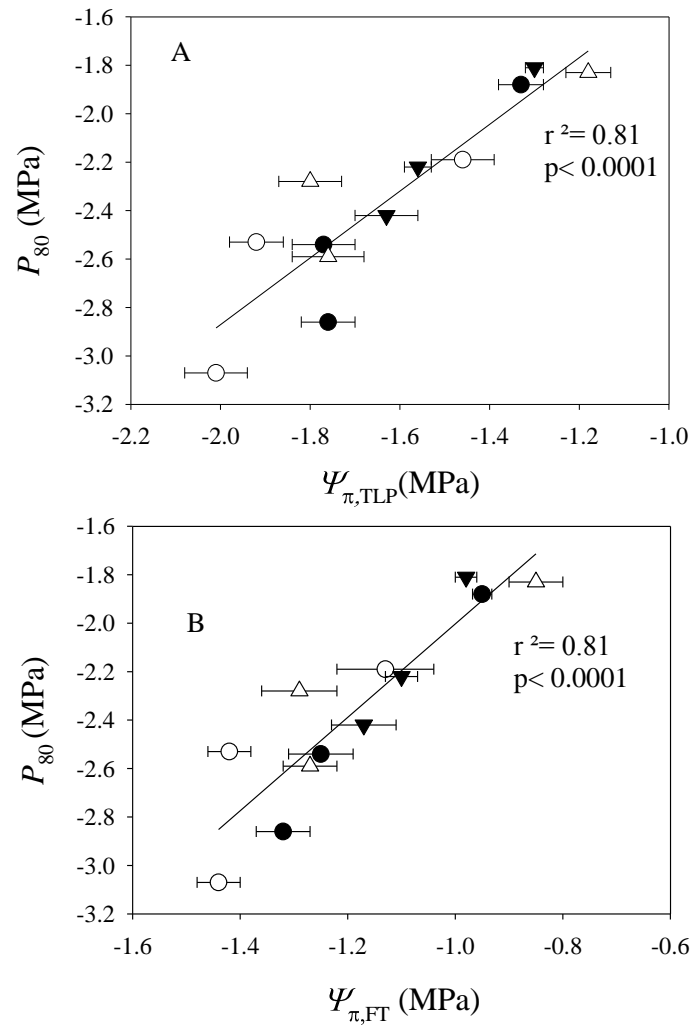 -1.6
A
-1.8
-2.0
r ²= 0.81
-2.2
p< 0.0001
-2.4
P80 (MPa)
-2.6
-2.8
-3.0
-3.2
-2.2 -2.0 -1.8 -1.6 -1.4 -1.2 -1.0
Ψπ,TLP(MPa)
-1.6
-1.8
B
-2.0
r ²= 0.81
-2.2
p< 0.0001
-2.4
P80 (MPa)
-2.6
-2.8
-3.0
-3.2
-1.6 -1.4 -1.2 -1.0 -0.8 -0.6
Ψπ,FT (MPa)